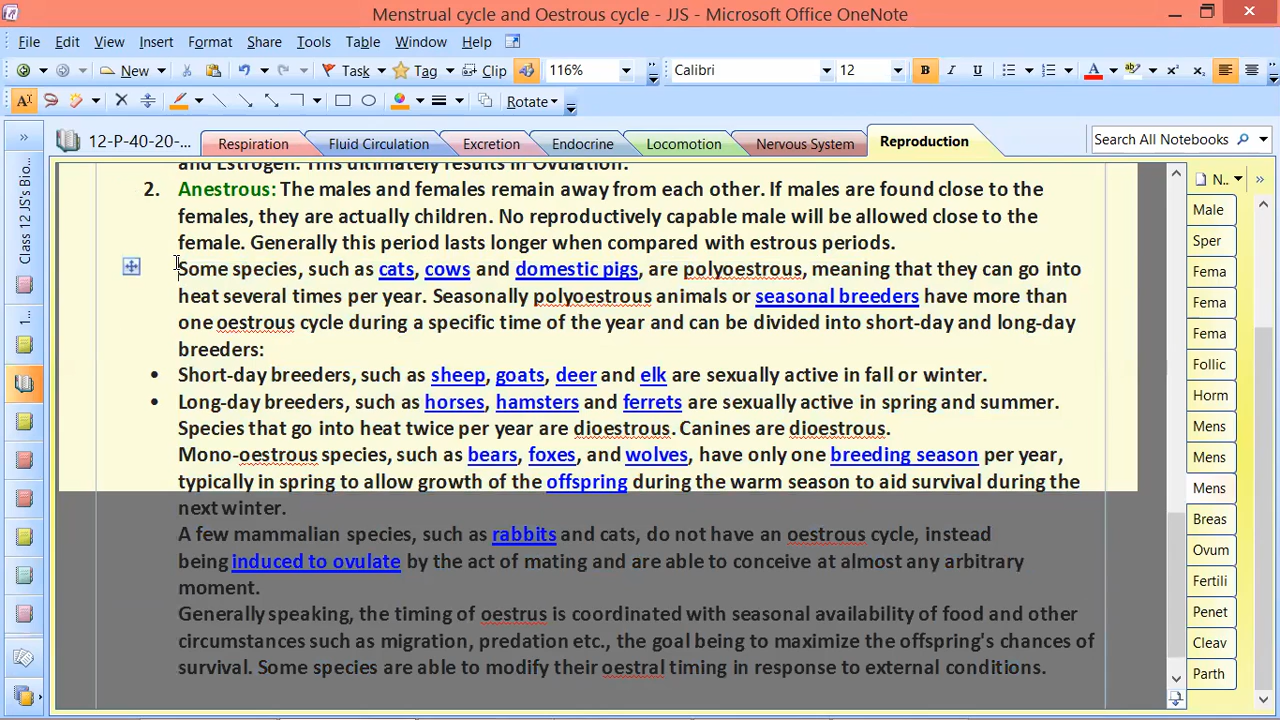 Menstrual cycle and Oestrous cycle - JJS - Microsoft Office OneNote
File Edit View Insert Format Share Tools Table Window Help
New Task Tag Clip 116% Calibri 12 B I U A ab x² x₅
A Rotate
12-P-40-20-... Respiration Fluid Circulation Excretion Endocrine Locomotion Nervous System Reproduction Search All Notebooks
and Estrogen. This ultimately results in Ovulation.
2. Anestrous: The males and females remain away from each other. If males are found close to the
females, they are actually children. No reproductively capable male will be allowed close to the
female. Generally this period lasts longer when compared with estrous periods.
Some species, such as cats, cows and domestic pigs, are polyoestrous, meaning that they can go into
heat several times per year. Seasonally polyoestrous animals or seasonal breeders have more than
one oestrous cycle during a specific time of the year and can be divided into short-day and long-day
breeders:
• Short-day breeders, such as sheep, goats, deer and elk are sexually active in fall or winter.
• Long-day breeders, such as horses, hamsters and ferrets are sexually active in spring and summer.
Species that go into heat twice per year are dioestrous. Canines are dioestrous.
Mono-oestrous species, such as bears, foxes, and wolves, have only one breeding season per year,
typically in spring to allow growth of the offspring during the warm season to aid survival during the
next winter.
A few mammalian species, such as rabbits and cats, do not have an oestrous cycle, instead
being induced to ovulate by the act of mating and are able to conceive at almost any arbitrary
moment.
Generally speaking, the timing of oestrus is coordinated with seasonal availability of food and other
circumstances such as migration, predation etc., the goal being to maximize the offspring's chances of
survival. Some species are able to modify their oestral timing in response to external conditions.
Class 12 JJS's Bio...
1...
N..
Male
Sper
Fema
Fema
Fema
Follic
Horm
Mens
Mens
Mens
Breas
Ovum
Fertili
Penet
Cleav
Parth